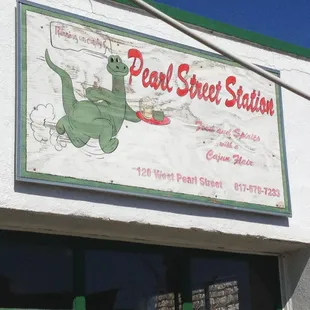 Pearl Street Station
Food and Spirits
with a
Cajun Flair
120 West Pearl Street 817-579-7233